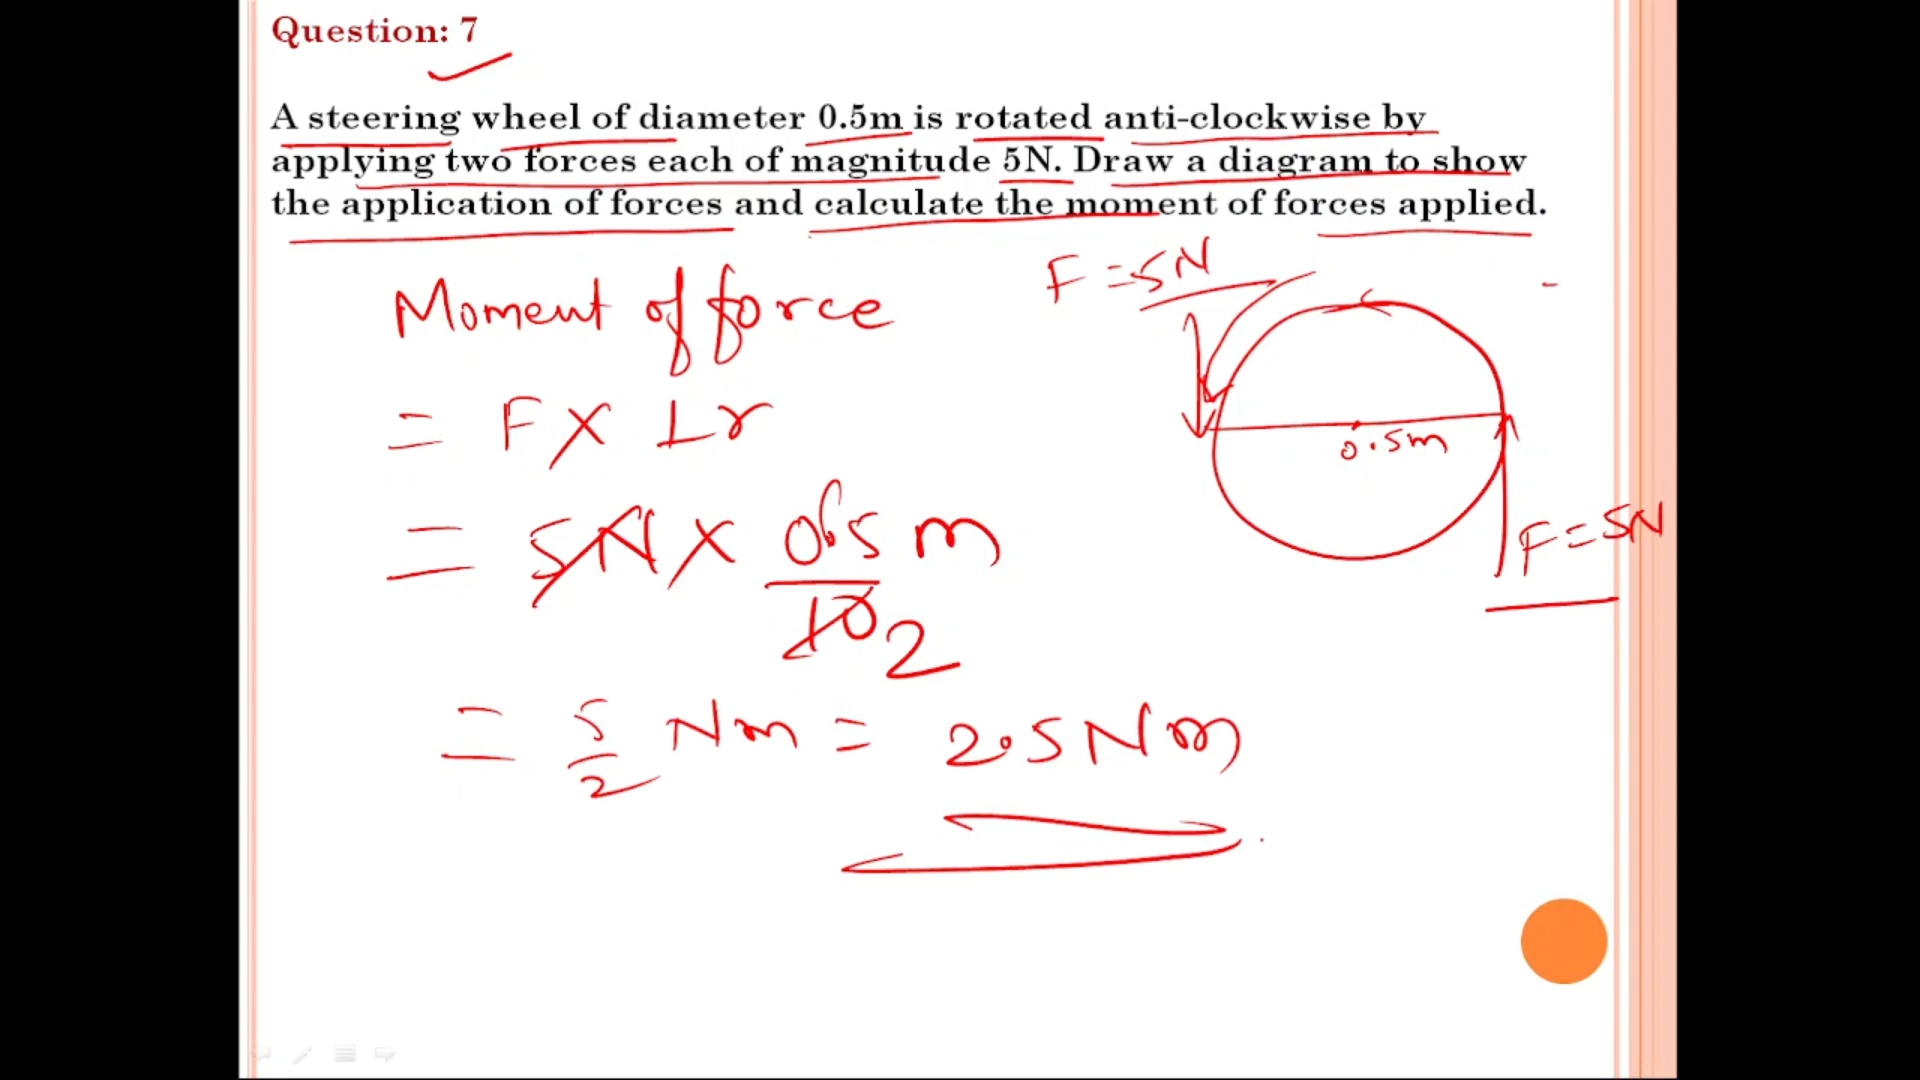 Question: 7
A steering wheel of diameter 0.5m is rotated anti-clockwise by
applying two forces each of magnitude 5N. Draw a diagram to show
the application of forces and calculate the moment of forces applied.
F = 5N
Moment of force
= F X Lr
0.5m
= 5N X 0.5 m
F = 5N
10 2
= 5/2 Nm = 2.5 Nm